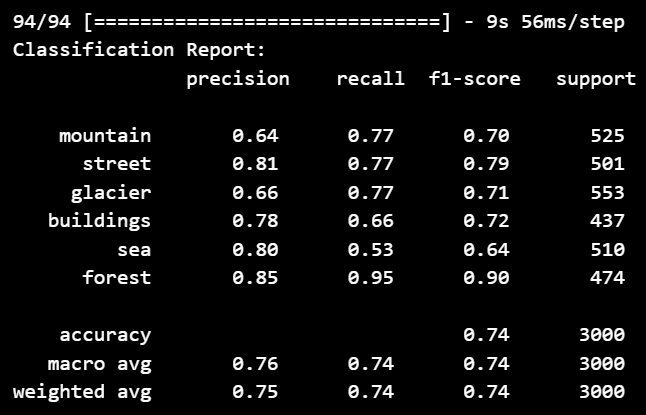 94/94 [==============================] - 9s 56ms/step
Classification Report:
precision recall f1-score support
mountain 0.64 0.77 0.70 525
street 0.81 0.77 0.79 501
glacier 0.66 0.77 0.71 553
buildings 0.78 0.66 0.72 437
sea 0.80 0.53 0.64 510
forest 0.85 0.95 0.90 474
accuracy 0.74 3000
macro avg 0.76 0.74 0.74 3000
weighted avg 0.75 0.74 0.74 3000